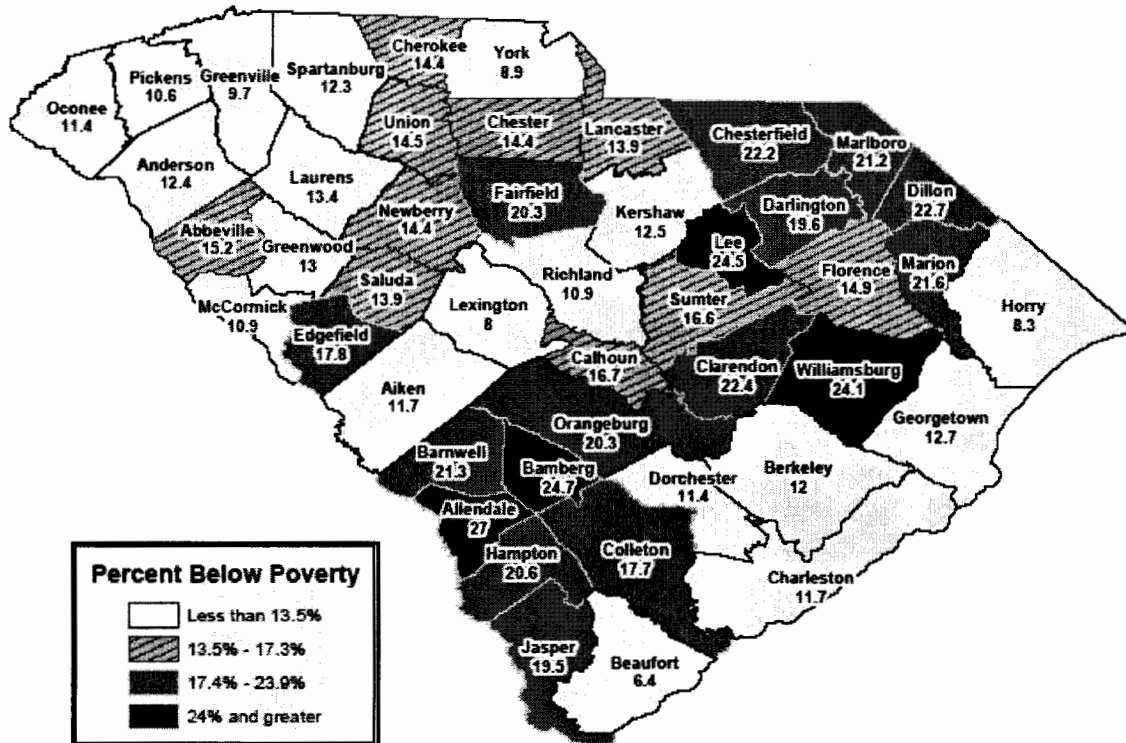 Cherokee
14.4
York
8.9
Spartanburg
12.3
Greenville
9.7
Pickens
10.6
Oconee
11.4
Union
14.5
Chester
14.4
Lancaster
13.9
Chesterfield
22.2
Marlboro
21.2
Anderson
12.4
Laurens
13.4
Fairfield
20.3
Kershaw
12.5
Darlington
19.6
Dillon
22.7
Abbeville
15.2
Greenwood
13
Newberry
14.4
Lee
24.5
Florence
14.9
Marion
21.6
Saluda
13.9
Richland
10.9
Sumter
16.6
Horry
8.3
McCormick
10.9
Lexington
8
Edgefield
17.8
Calhoun
16.7
Clarendon
22.4
Williamsburg
24.1
Aiken
11.7
Georgetown
12.7
Orangeburg
20.3
Barnwell
21.3
Bamberg
24.7
Dorchester
11.4
Berkeley
12
Allendale
27
Hampton
20.6
Colleton
17.7
Charleston
11.7
Jasper
19.5
Beaufort
6.4
Percent Below Poverty
Less than 13.5%
13.5% - 17.3%
17.4% - 23.9%
24% and greater